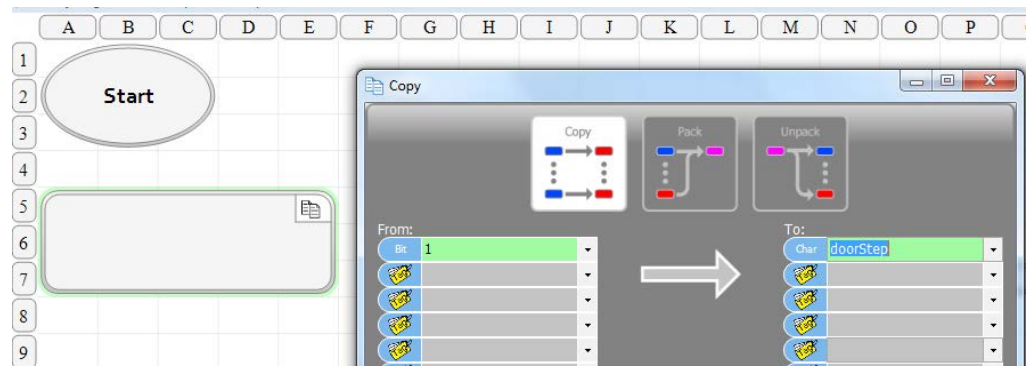 A B C D E F G H I J K L M N O P
1
2
3
4
5
6
7
8
9
Start
Copy
Copy Pack Unpack
From: To:
Bit 1 Char doorStep